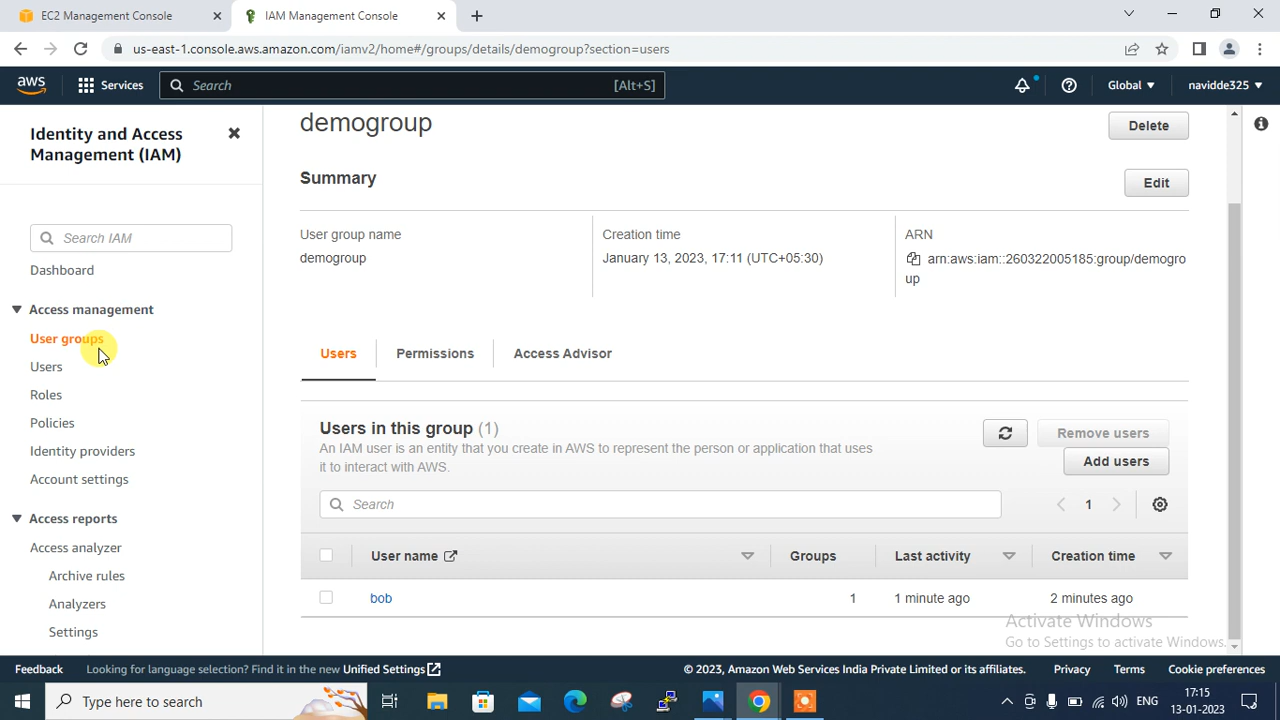 EC2 Management Console
IAM Management Console
us-east-1.console.aws.amazon.com/iamv2/home#/groups/details/demogroup?section=users
aws
Services
Search
[Alt+S]
Global
navidde325
Identity and Access
Management (IAM)
Search IAM
Dashboard
Access management
User groups
Users
Roles
Policies
Identity providers
Account settings
Access reports
Access analyzer
Archive rules
Analyzers
Settings
demogroup
Delete
Summary
Edit
User group name
demogroup
Creation time
January 13, 2023, 17:11 (UTC+05:30)
ARN
arn:aws:iam::260322005185:group/demogro
up
Users
Permissions
Access Advisor
Users in this group (1)
An IAM user is an entity that you create in AWS to represent the person or application that uses
it to interact with AWS.
Remove users
Add users
Search
1
User name
Groups
Last activity
Creation time
bob
1
1 minute ago
2 minutes ago
Activate Windows
Go to Settings to activate Windows.
Feedback
Looking for language selection? Find it in the new Unified Settings
© 2023, Amazon Web Services India Private Limited or its affiliates.
Privacy
Terms
Cookie preferences
Type here to search
ENG
17:15
13-01-2023